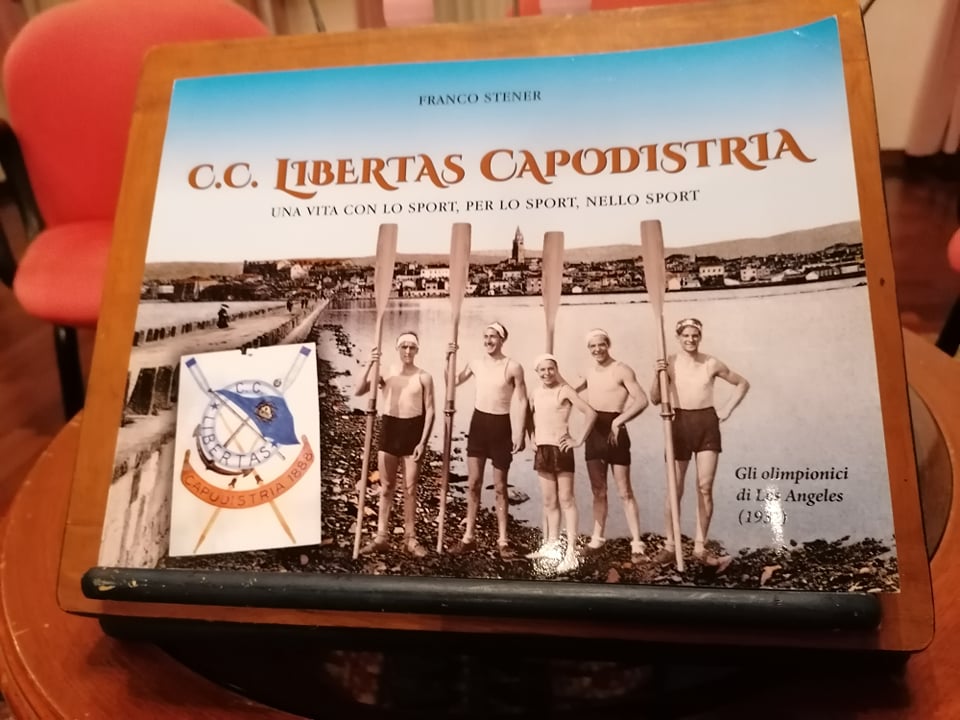 FRANCO STENER
C.C. LIBERTAS CAPODISTRIA
UNA VITA CON LO SPORT, PER LO SPORT, NELLO SPORT
C.C.
LIBERTAS
CAPODISTRIA 1888
Gli olimpionici
di Los Angeles